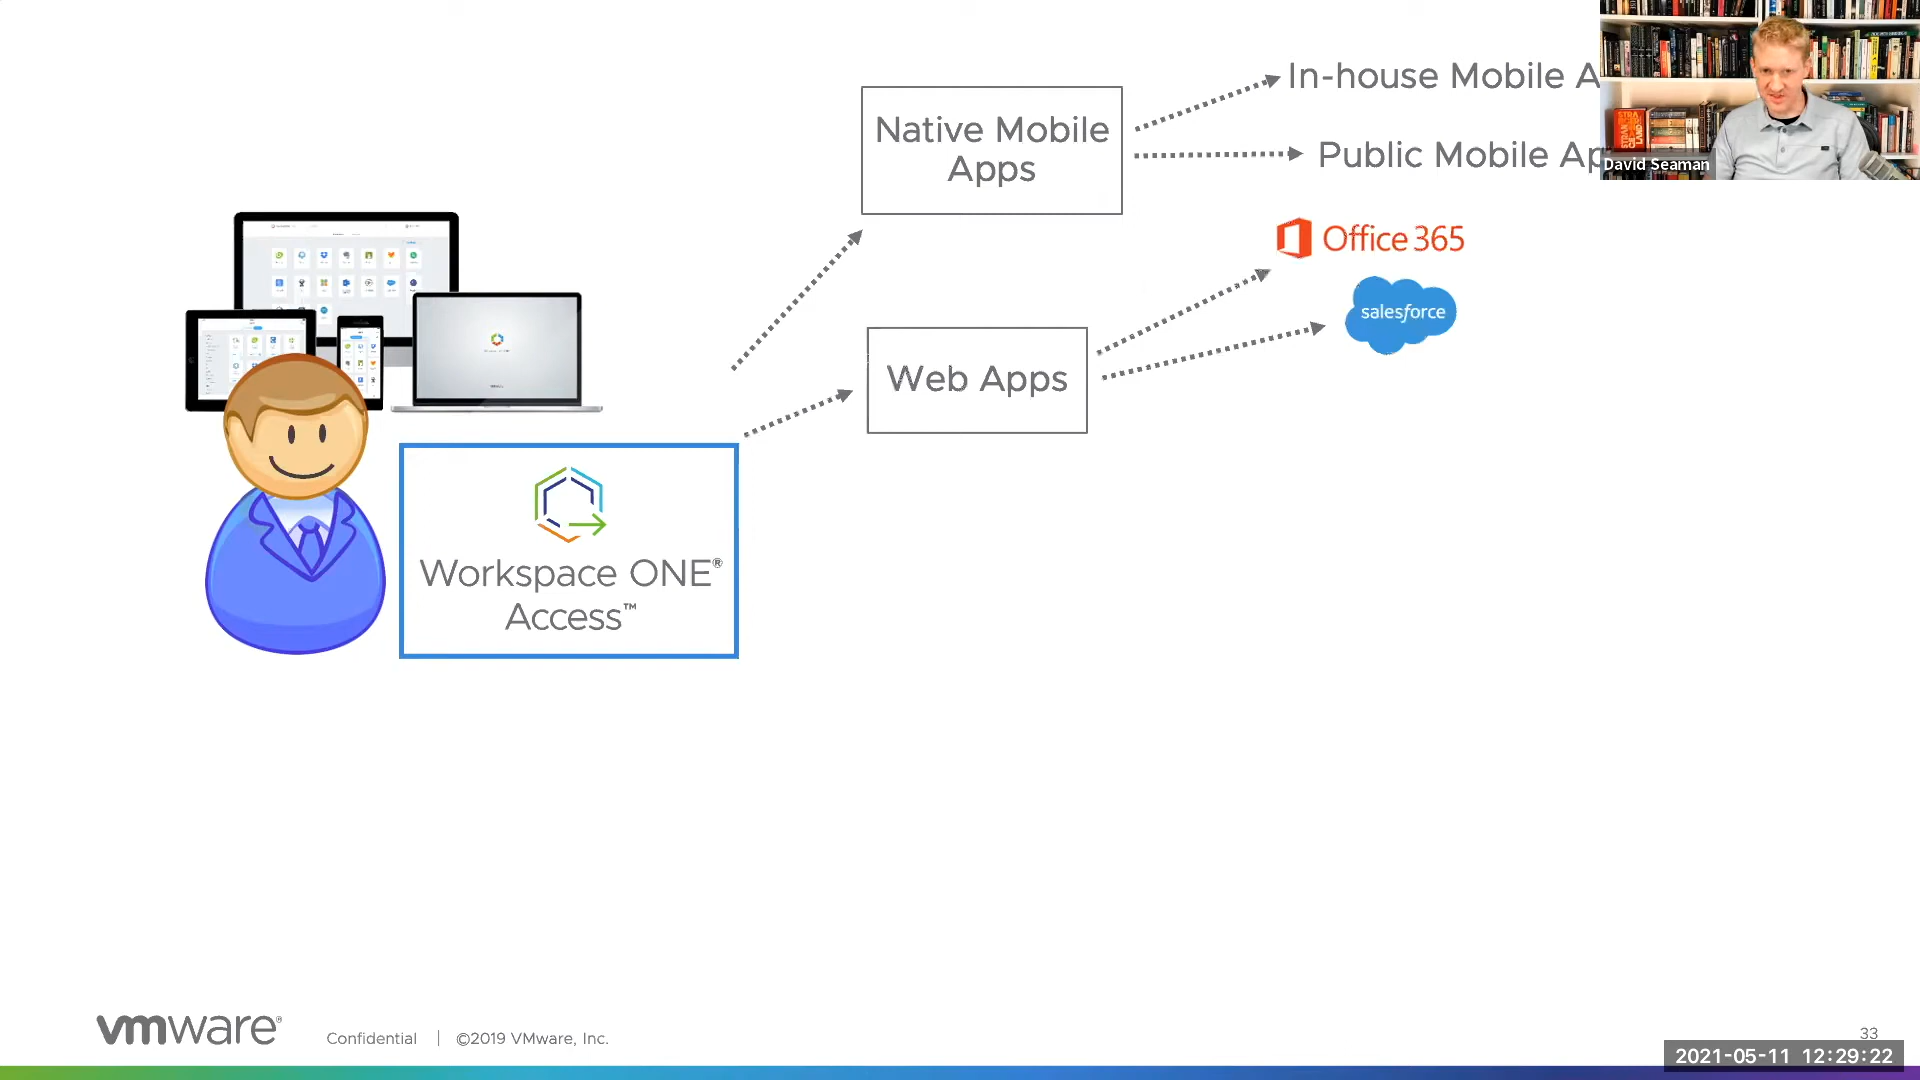 In-house Mobile A
Native Mobile
Apps
Public Mobile Ap
David Seaman
Office 365
salesforce
Web Apps
Workspace ONE®
Access™
vmware®
Confidential | ©2019 VMware, Inc.
33
2021-05-11 12:29:22